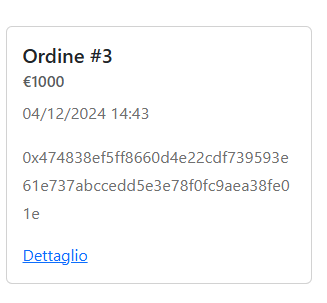 Ordine #3
€1000
04/12/2024 14:43
0x474838ef5ff8660d4e22cdf739593e
61e737abccedd5e3e78f0fc9aea38fe0
1e
Dettaglio